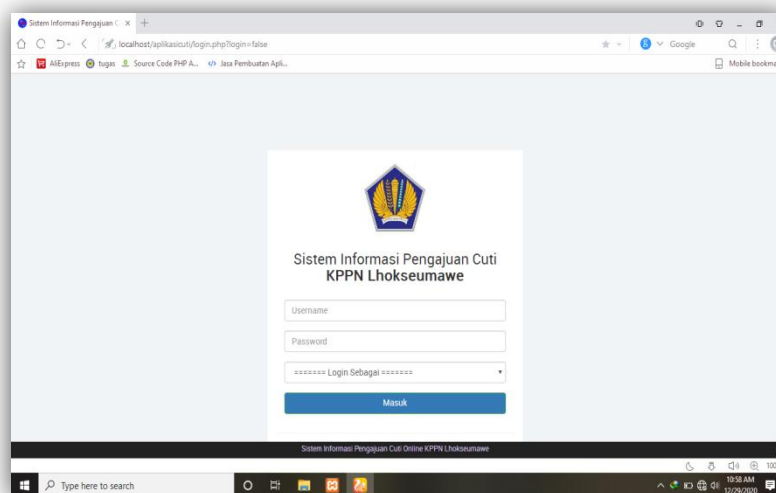 Sistem Informasi Pengajuan C
localhost/aplikasicuti/login.php?login=false
Google
AliExpress tugas Source Code PHP A... Jasa Pembuatan Apli...
Mobile bookma
Sistem Informasi Pengajuan Cuti
KPPN Lhokseumawe
Username
Password
======= Login Sebagai =======
Masuk
Sistem Informasi Pengajuan Cuti Online KPPN Lhokseumawe
100
Type here to search
10:58 AM
12/29/2020